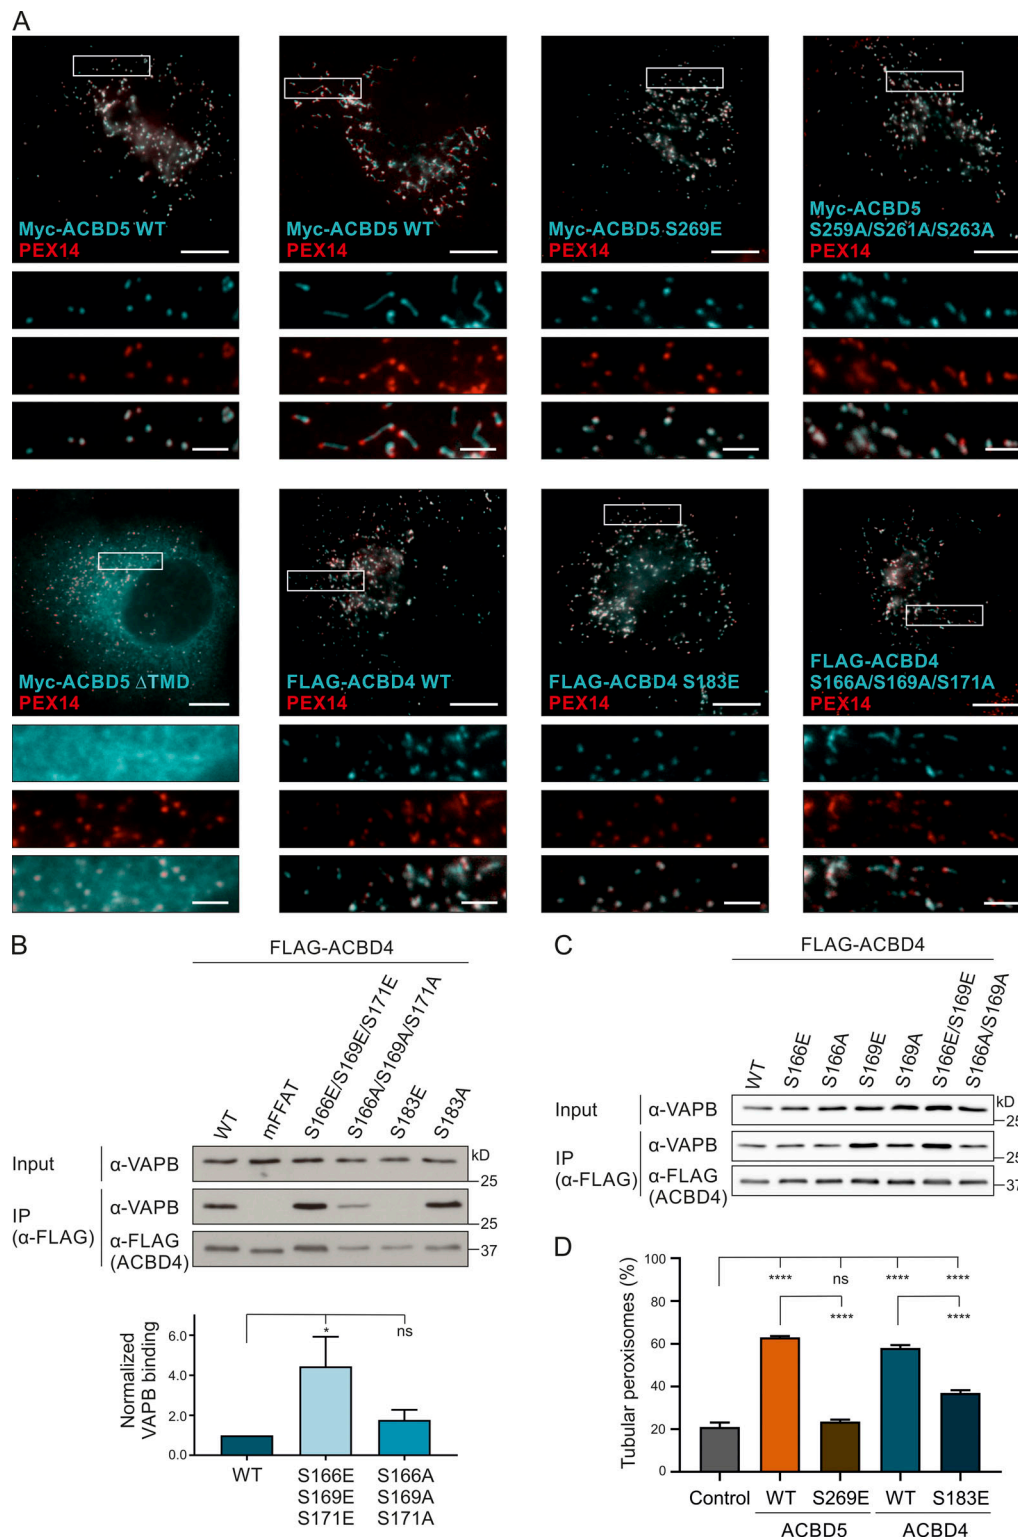 A
Myc-ACBD5 WT
PEX14
Myc-ACBD5 WT
PEX14
Myc-ACBD5 S269E
PEX14
Myc-ACBD5
S259A/S261A/S263A
PEX14
Myc-ACBD5 ΔTMD
PEX14
FLAG-ACBD4 WT
PEX14
FLAG-ACBD4 S183E
PEX14
FLAG-ACBD4
S166A/S169A/S171A
PEX14
B
FLAG-ACBD4
WT
mFFAT
S166E/S169E/S171E
S166A/S169A/S171A
S183E
S183A
Input
α-VAPB
kD
25
IP
(α-FLAG)
α-VAPB
25
α-FLAG
(ACBD4)
37
Normalized
VAPB binding
6.0
4.0
2.0
0.0
*
ns
WT
S166E
S169E
S171E
S166A
S169A
S171A
C
FLAG-ACBD4
WT
S166E
S166A
S169E
S169A
S166E/S169E
S166A/S169A
Input
α-VAPB
kD
25
IP
(α-FLAG)
α-VAPB
25
α-FLAG
(ACBD4)
37
D
Tubular peroxisomes (%)
100
80
60
40
20
0
****
ns
****
****
****
****
Control
WT
S269E
WT
S183E
ACBD5
ACBD4